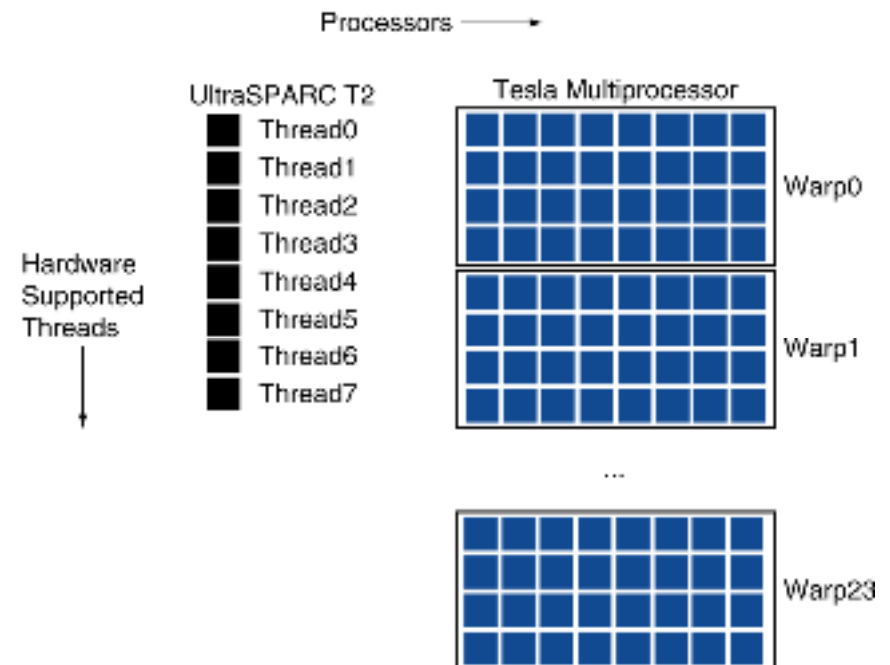 Processors
UltraSPARC T2
Tesla Multiprocessor
Thread0
Thread1
Thread2
Thread3
Thread4
Thread5
Thread6
Thread7
Hardware
Supported
Threads
Warp0
Warp1
...
Warp23